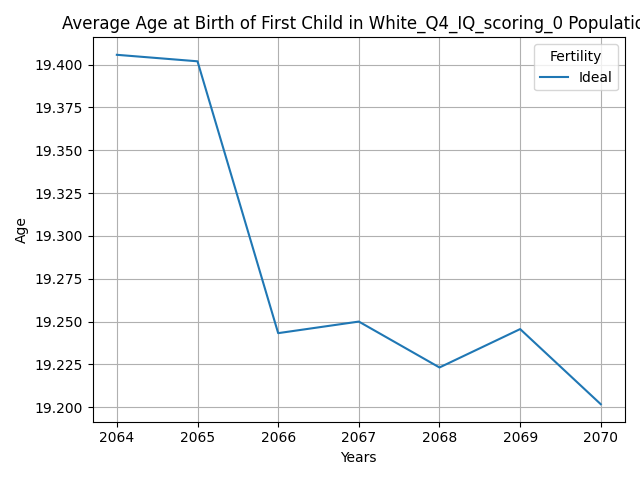 Average Age at Birth of First Child in White_Q4_IQ_scoring_0 Populatio
Fertility
Ideal
19.400
19.375
19.350
19.325
19.300
19.275
19.250
19.225
19.200
Age
2064 2065 2066 2067 2068 2069 2070
Years